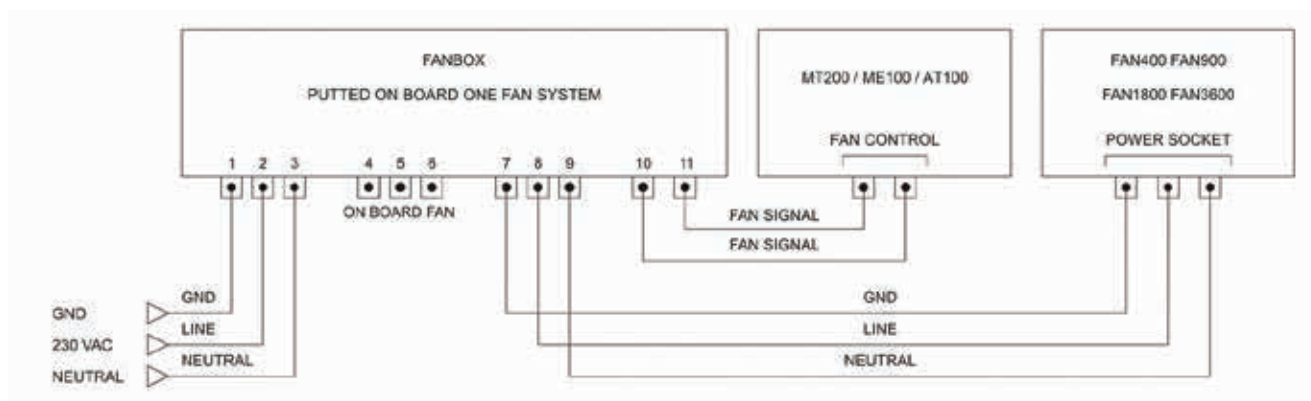 FANBOX
PUTTED ON BOARD ONE FAN SYSTEM
1 2 3 4 5 6 7 8 9 10 11
ON BOARD FAN
MT200 / ME100 / AT100
FAN CONTROL
FAN400 FAN900
FAN1800 FAN3600
POWER SOCKET
FAN SIGNAL
FAN SIGNAL
GND
GND
GND
230 VAC
LINE
LINE
NEUTRAL
NEUTRAL
NEUTRAL